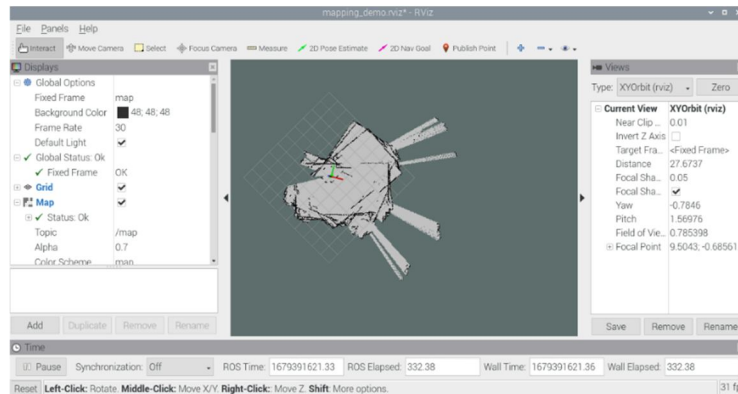 mapping_demo.rviz* - RViz
File Panels Help
Interact Move Camera Select Focus Camera Measure 2D Pose Estimate 2D Nav Goal Publish Point
Displays
Global Options
Fixed Frame map
Background Color 48; 48; 48
Frame Rate 30
Default Light
Global Status: Ok
Fixed Frame OK
Grid
Map
Status: Ok
Topic /map
Alpha 0.7
Color Scheme map
Add Duplicate Remove Rename
Views
Type: XYOrbit (rviz) Zero
Current View XYOrbit (rviz)
Near Clip ... 0.01
Invert Z Axis
Target Fra... <Fixed Frame>
Distance 27.6737
Focal Sha... 0.05
Focal Sha...
Yaw -0.7846
Pitch 1.56976
Field of Vie... 0.785398
Focal Point 9.5043; -0.68561
Save Remove Rename
Time
Pause Synchronization: Off ROS Time: 1679391621.33 ROS Elapsed: 332.38 Wall Time: 1679391621.36 Wall Elapsed: 332.38
Reset Left-Click: Rotate. Middle-Click: Move X/Y. Right-Click: Move Z. Shift: More options. 31 fp